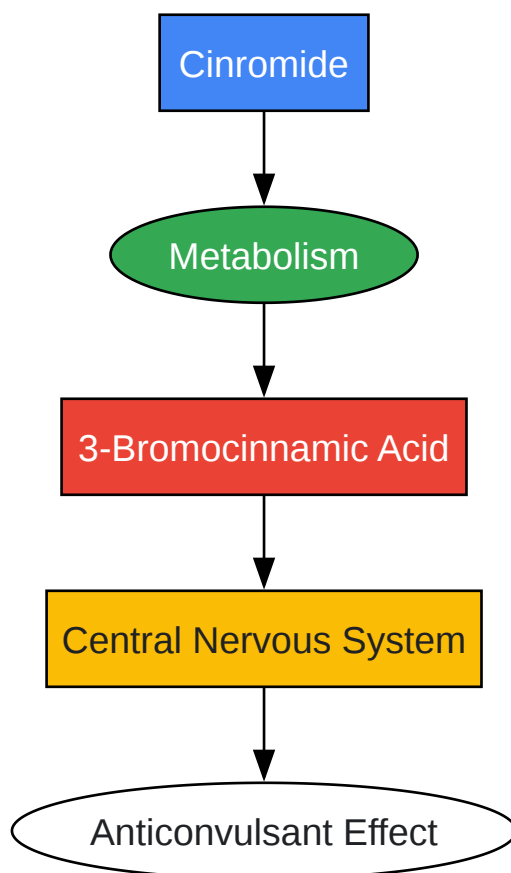 Cinromide
Metabolism
3-Bromocinnamic Acid
Central Nervous System
Anticonvulsant Effect